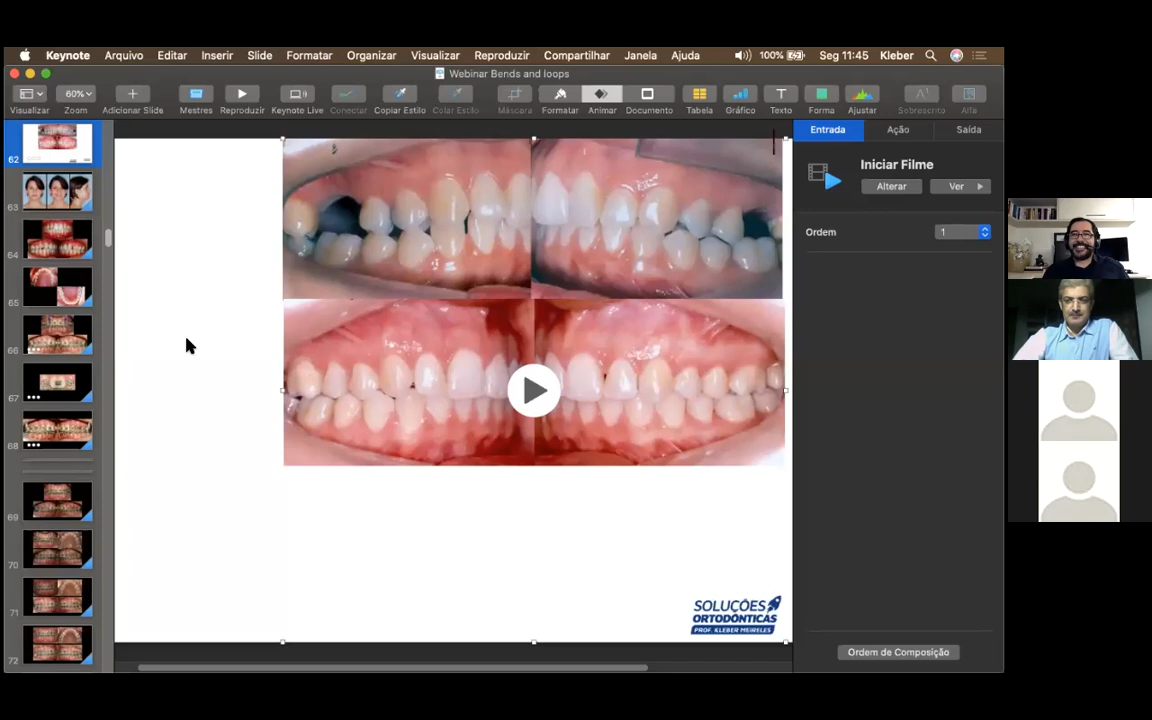 Keynote Arquivo Editar Inserir Slide Formatar Organizar Visualizar Reproduzir Compartilhar Janela Ajuda 100% Seg 11:45 Kleber
Webinar Bends and loops
60%
Visualizar Zoom Adicionar Slide Mestres Reproduzir Keynote Live Conectar Copiar Estilo Colar Estilo Máscara Formatar Animar Documento Tabela Gráfico Texto Forma Ajustar Sobrescrito Alfa
Entrada Ação Saída
Iniciar Filme
Alterar Ver
Ordem 1
62
63
64
65
66
67
68
69
70
71
72
SOLUÇÕES
ORTODÔNTICAS
PROF. KLEBER MEIRELES
Ordem de Composição